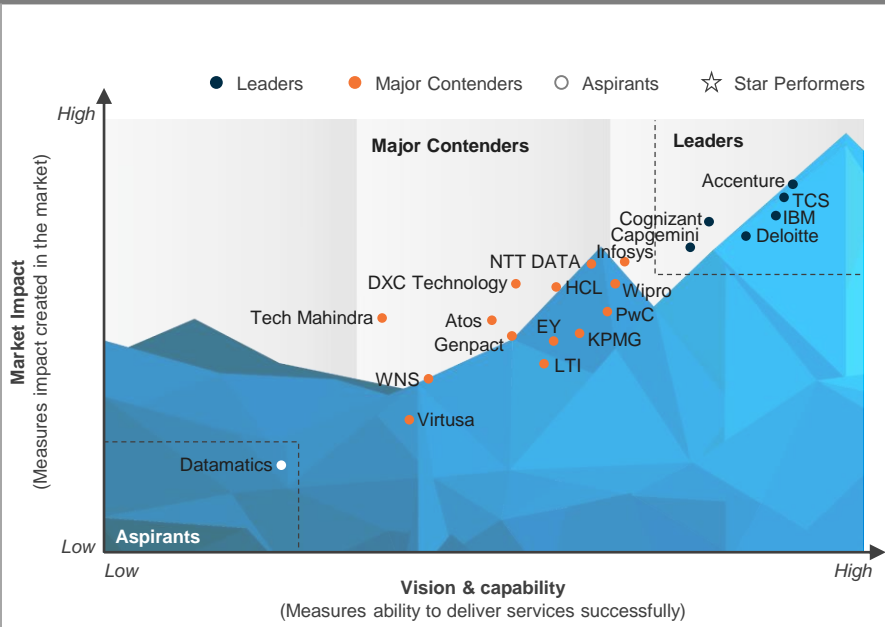 Leaders
Major Contenders
Aspirants
Star Performers
High
Major Contenders
Leaders
Accenture
TCS
Cognizant
IBM
Capgemini
Deloitte
Infosys
NTT DATA
DXC Technology
HCL
Wipro
Tech Mahindra
Atos
PwC
EY
Genpact
KPMG
LTI
WNS
Virtusa
Datamatics
Aspirants
Market Impact
(Measures impact created in the market)
Low
Low
High
Vision & capability
(Measures ability to deliver services successfully)